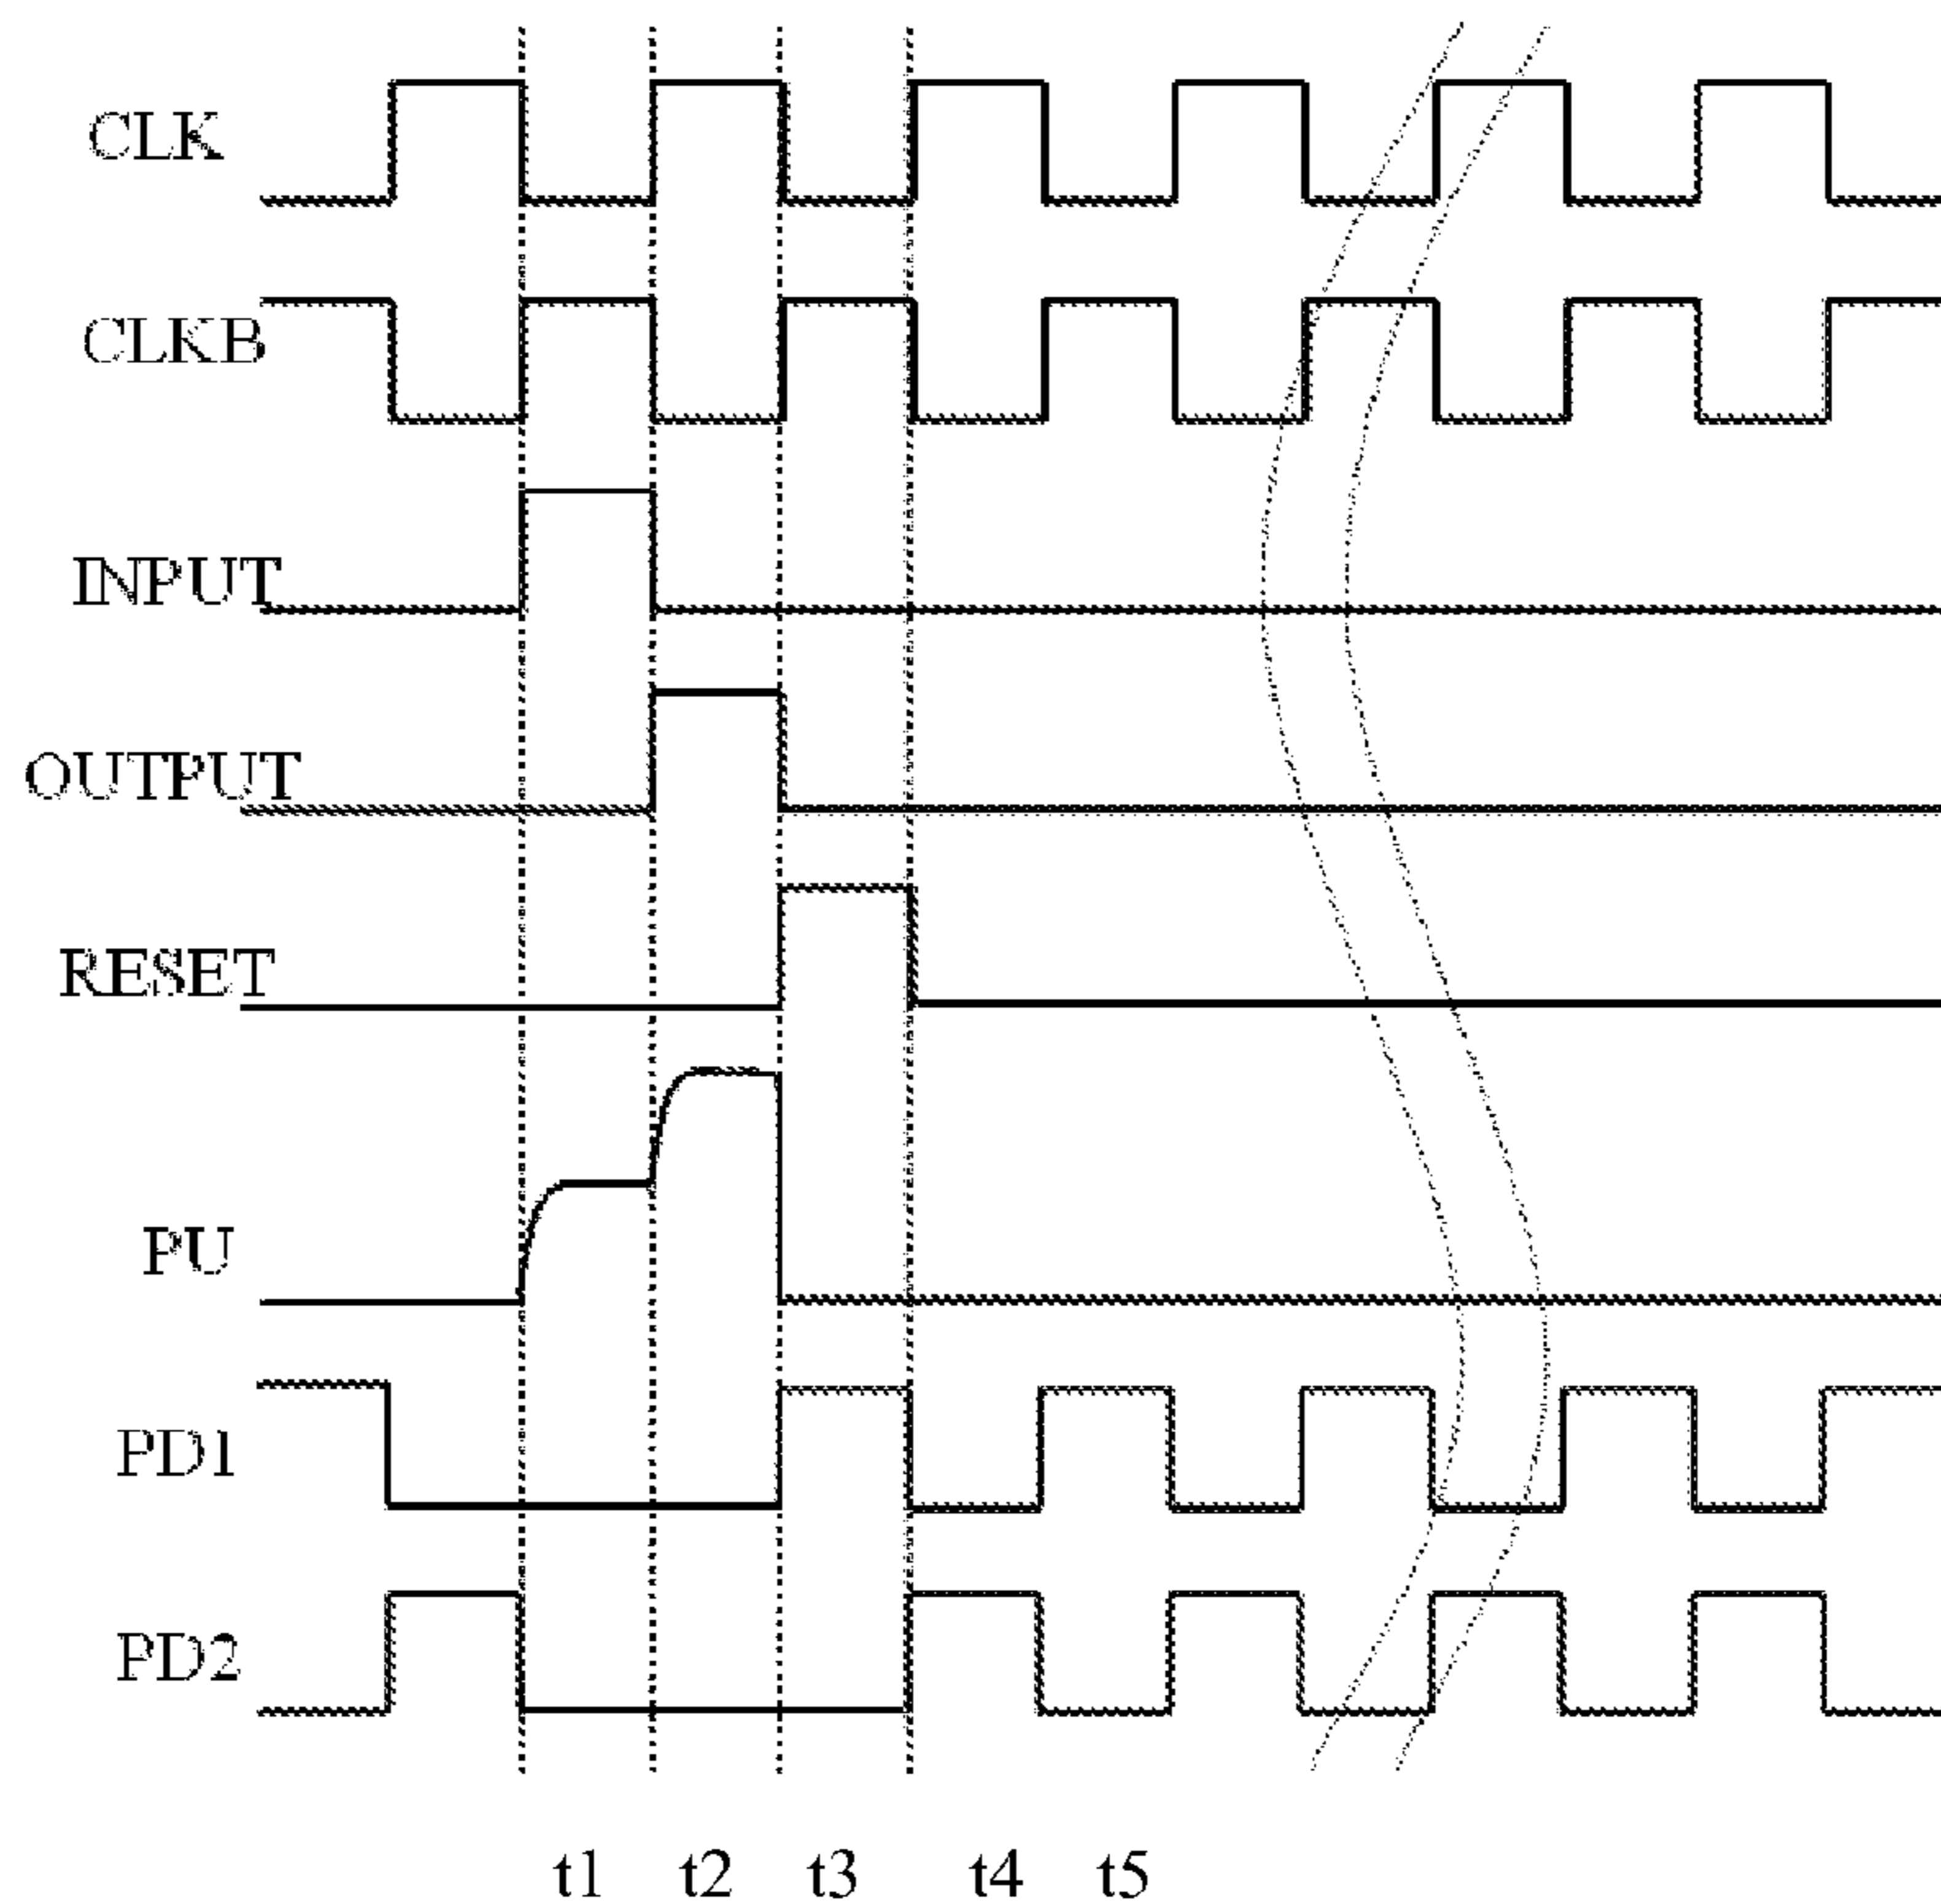 CLK
CLKB
INPUT
OUTPUT
RESET
PU
PD1
PD2
t1 t2 t3 t4 t5